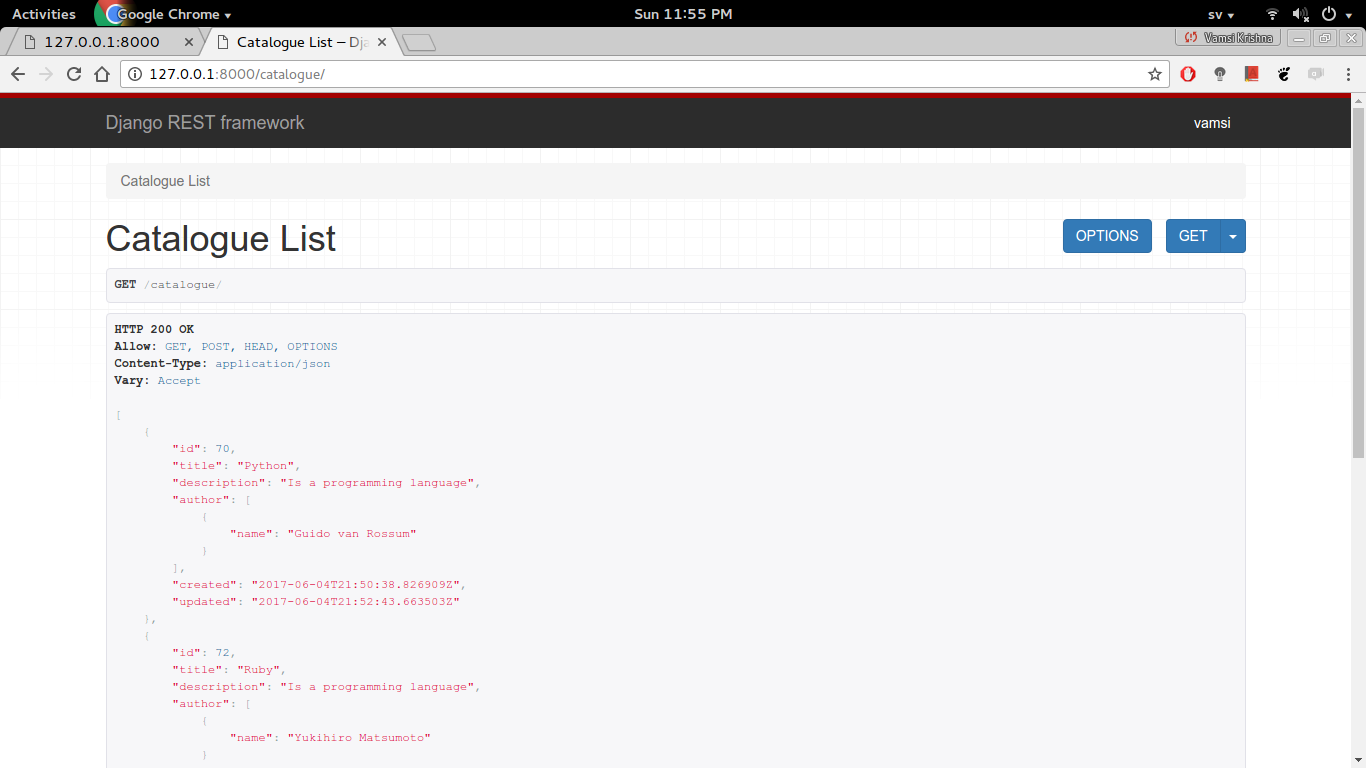 Activities Google Chrome Sun 11:55 PM sv
127.0.0.1:8000 Catalogue List – Dja Vamsi Krishna
127.0.0.1:8000/catalogue/
Django REST framework vamsi
Catalogue List
Catalogue List OPTIONS GET
GET /catalogue/
HTTP 200 OK
Allow: GET, POST, HEAD, OPTIONS
Content-Type: application/json
Vary: Accept
[
{
"id": 70,
"title": "Python",
"description": "Is a programming language",
"author": [
{
"name": "Guido van Rossum"
}
],
"created": "2017-06-04T21:50:38.826909Z",
"updated": "2017-06-04T21:52:43.663503Z"
},
{
"id": 72,
"title": "Ruby",
"description": "Is a programming language",
"author": [
{
"name": "Yukihiro Matsumoto"
}